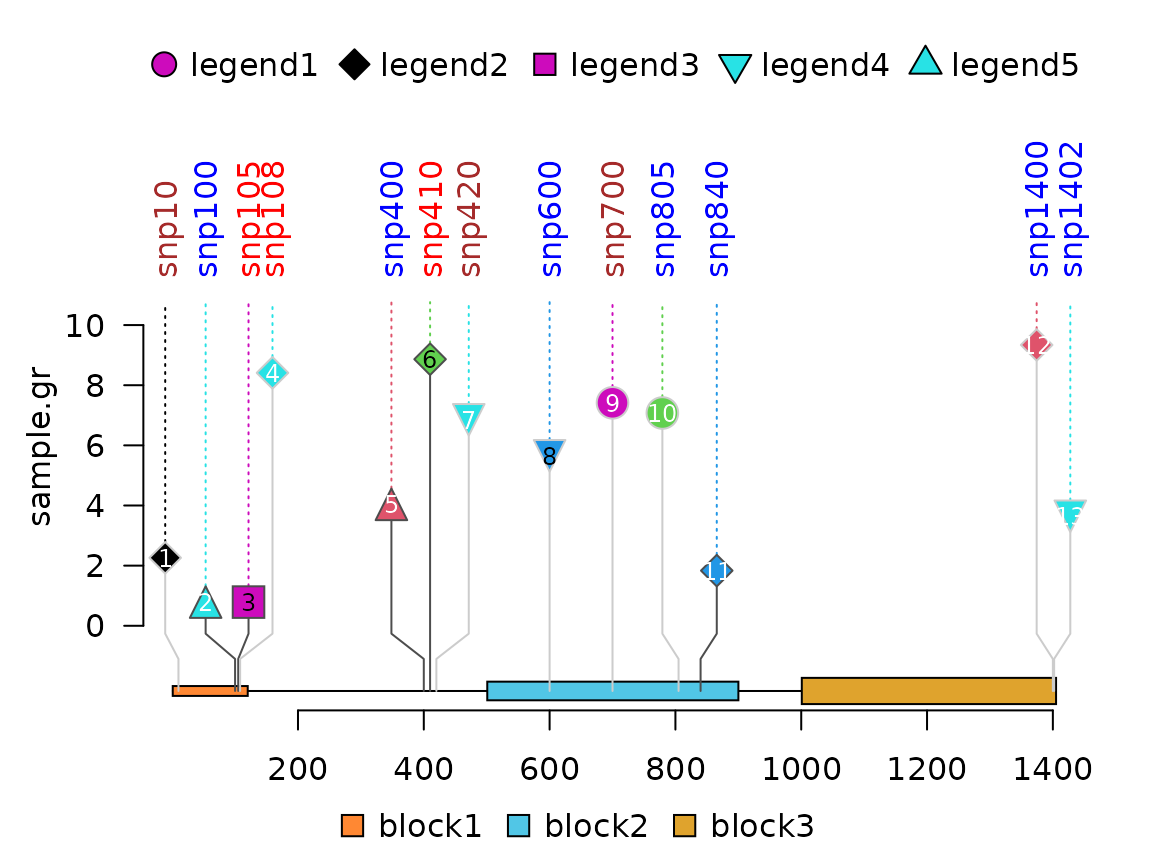 legend1 legend2 legend3 legend4 legend5
snp10 snp100 snp105 snp108 snp400 snp410 snp420 snp600 snp700 snp805 snp840 snp1400 snp1402
sample.gr
10
8
6
4
2
0
1 2 3 4 5 6 7 8 9 10 11 12 13
200 400 600 800 1000 1200 1400
block1 block2 block3